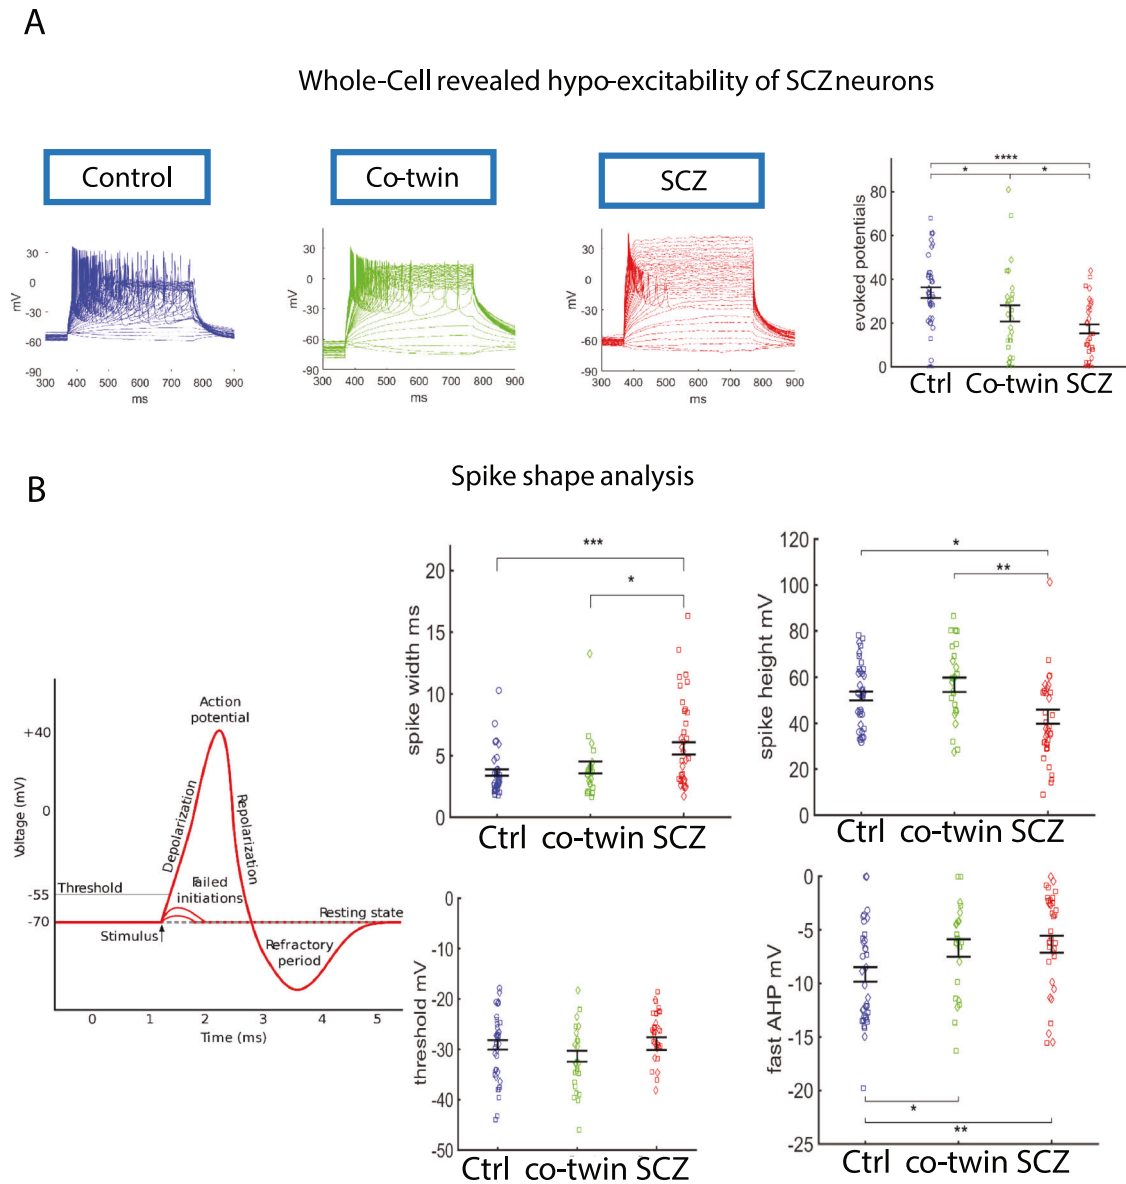 A
Whole-Cell revealed hypo-excitability of SCZ neurons
Control
Co-twin
SCZ
30
0
-30
-60
-90
mV
300 400 500 600 700 800 900
ms
30
0
-30
-60
-90
mV
300 400 500 600 700 800 900
ms
30
0
-30
-60
-90
mV
300 400 500 600 700 800 900
ms
****
* *
80
60
40
20
0
evoked potentials
Ctrl Co-twin SCZ
B
Spike shape analysis
Action
potential
+40
0
-55
-70
Voltage (mV)
Depolarization
Repolarization
Threshold
Failed
initiations
Resting state
Stimulus
Refractory
period
0 1 2 3 4 5
Time (ms)
***
*
20
15
10
5
0
spike width ms
Ctrl co-twin SCZ
*
**
120
100
80
60
40
20
0
spike height mV
Ctrl co-twin SCZ
0
-10
-20
-30
-40
-50
threshold mV
Ctrl co-twin SCZ
0
-5
-10
-15
-20
-25
fast AHP mV
*
**
Ctrl co-twin SCZ